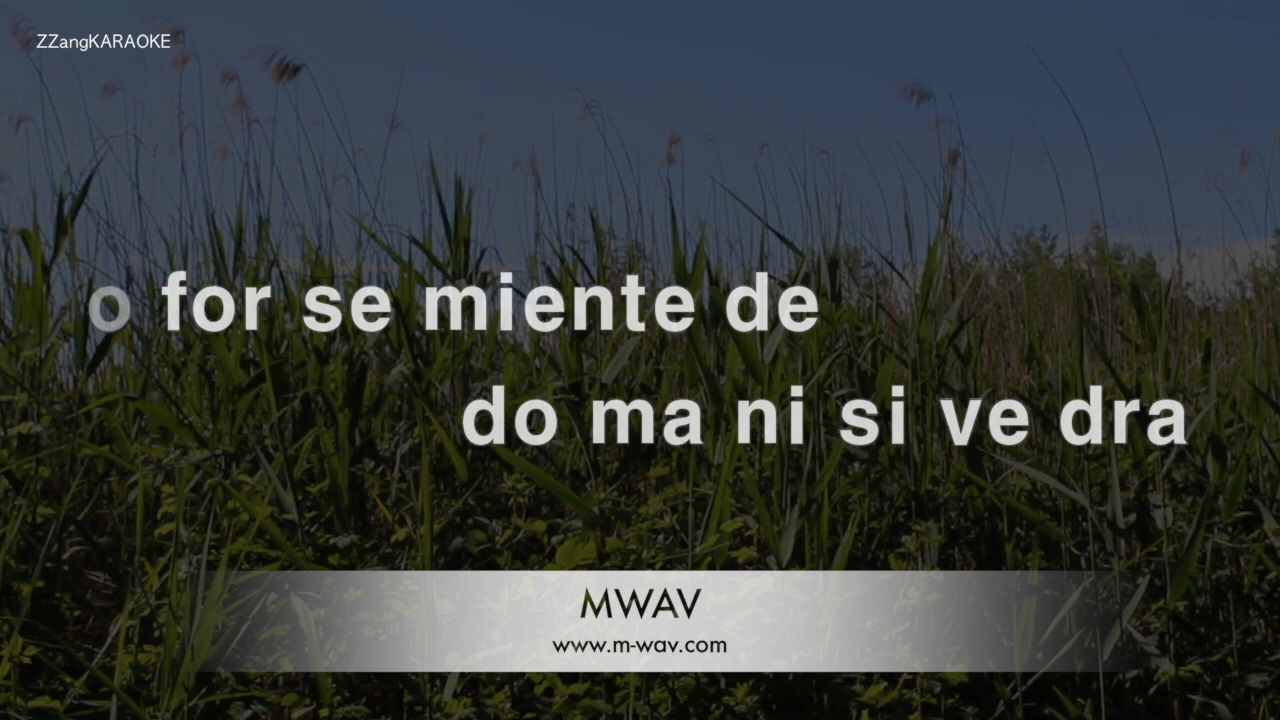 ZZangKARAOKE
o for se miente de
do ma ni si ve dra
MWAV
www.m-wav.com